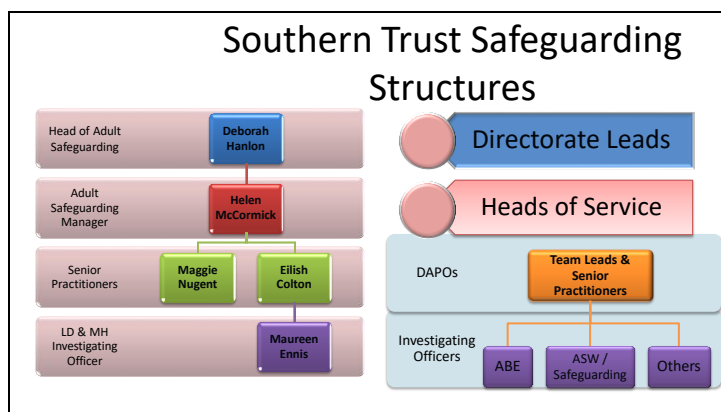 Southern Trust Safeguarding
Structures
Head of Adult
Safeguarding
Deborah
Hanlon
Adult
Safeguarding
Manager
Helen
McCormick
Senior
Practitioners
Maggie
Nugent
Eilish
Colton
LD & MH
Investigating
Officer
Maureen
Ennis
Directorate Leads
Heads of Service
DAPOs
Team Leads &
Senior
Practitioners
Investigating
Officers
ABE
ASW /
Safeguarding
Others